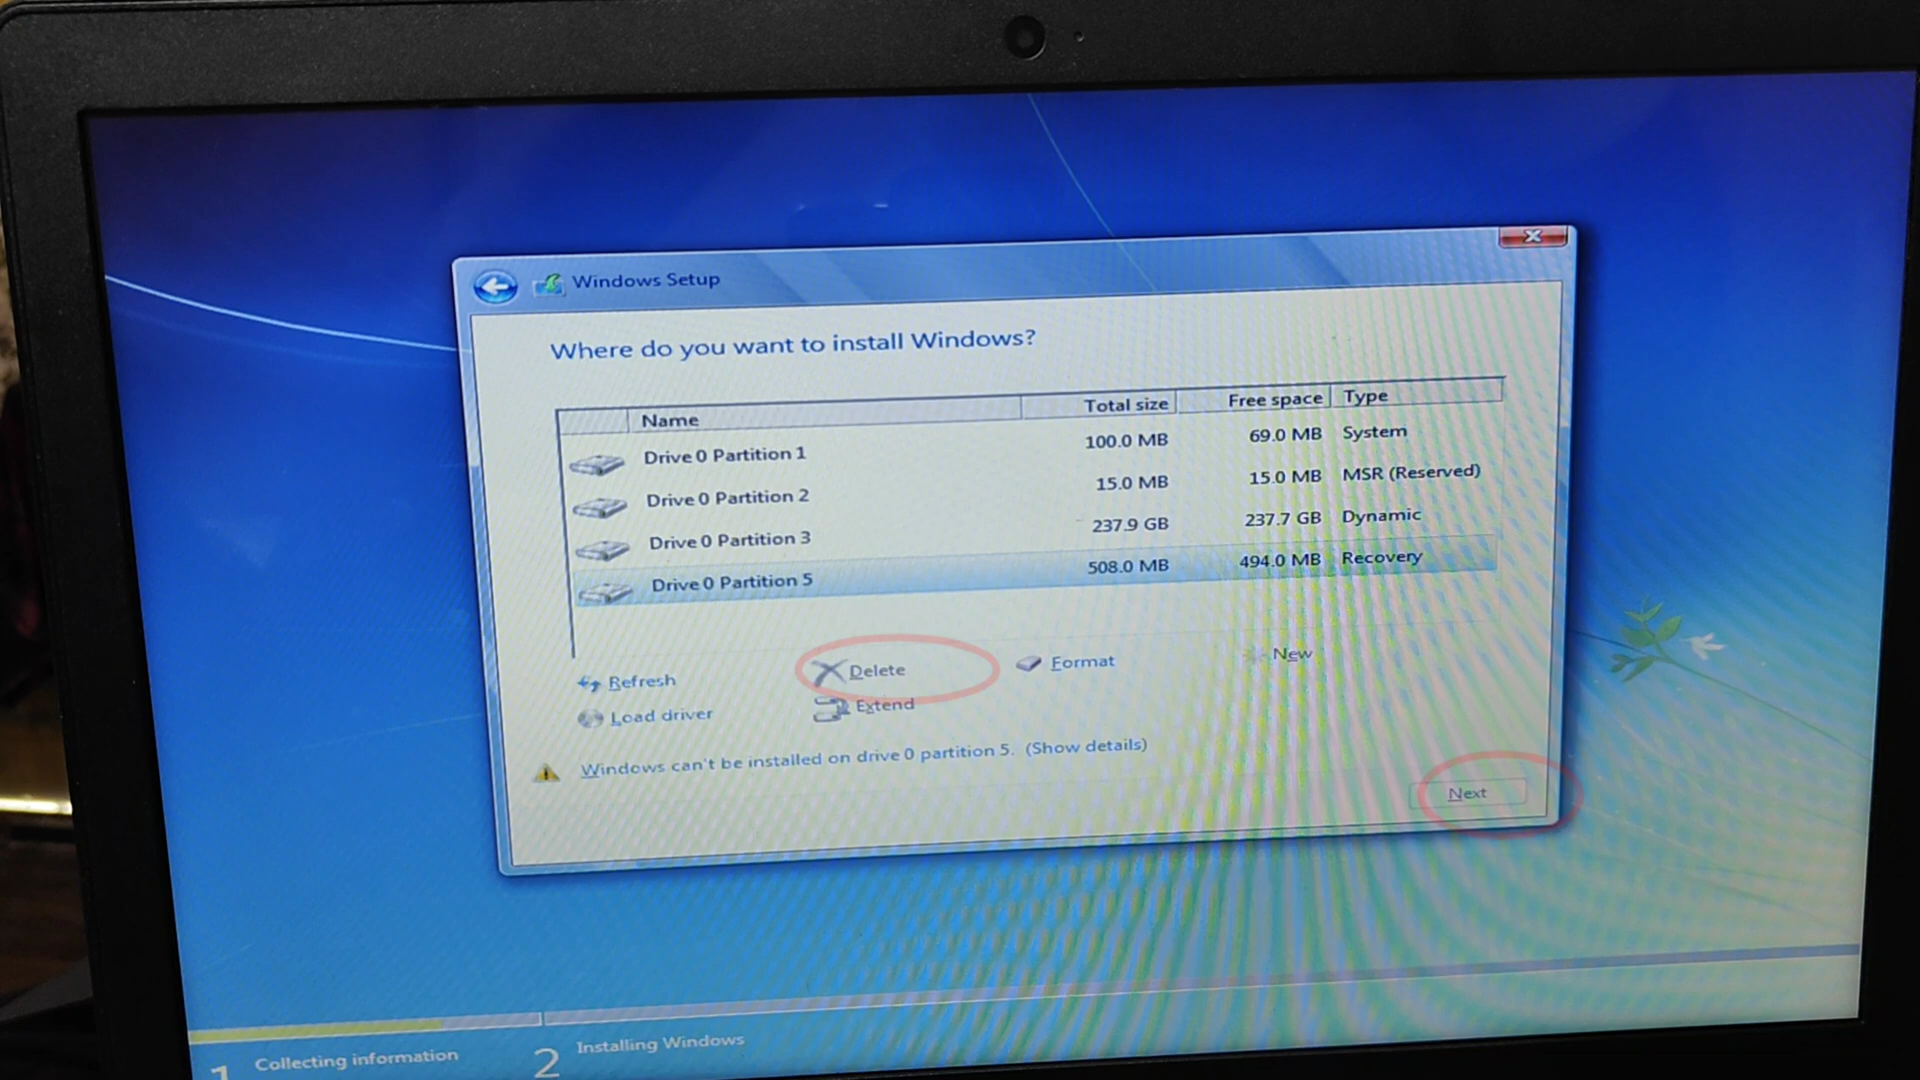 Windows Setup
Where do you want to install Windows?
Name Total size Free space Type
Drive 0 Partition 1 100.0 MB 69.0 MB System
Drive 0 Partition 2 15.0 MB 15.0 MB MSR (Reserved)
Drive 0 Partition 3 237.9 GB 237.7 GB Dynamic
Drive 0 Partition 5 508.0 MB 494.0 MB Recovery
Refresh Delete Format New
Load driver Extend
Windows can't be installed on drive 0 partition 5. (Show details)
Next
1 Collecting information 2 Installing Windows